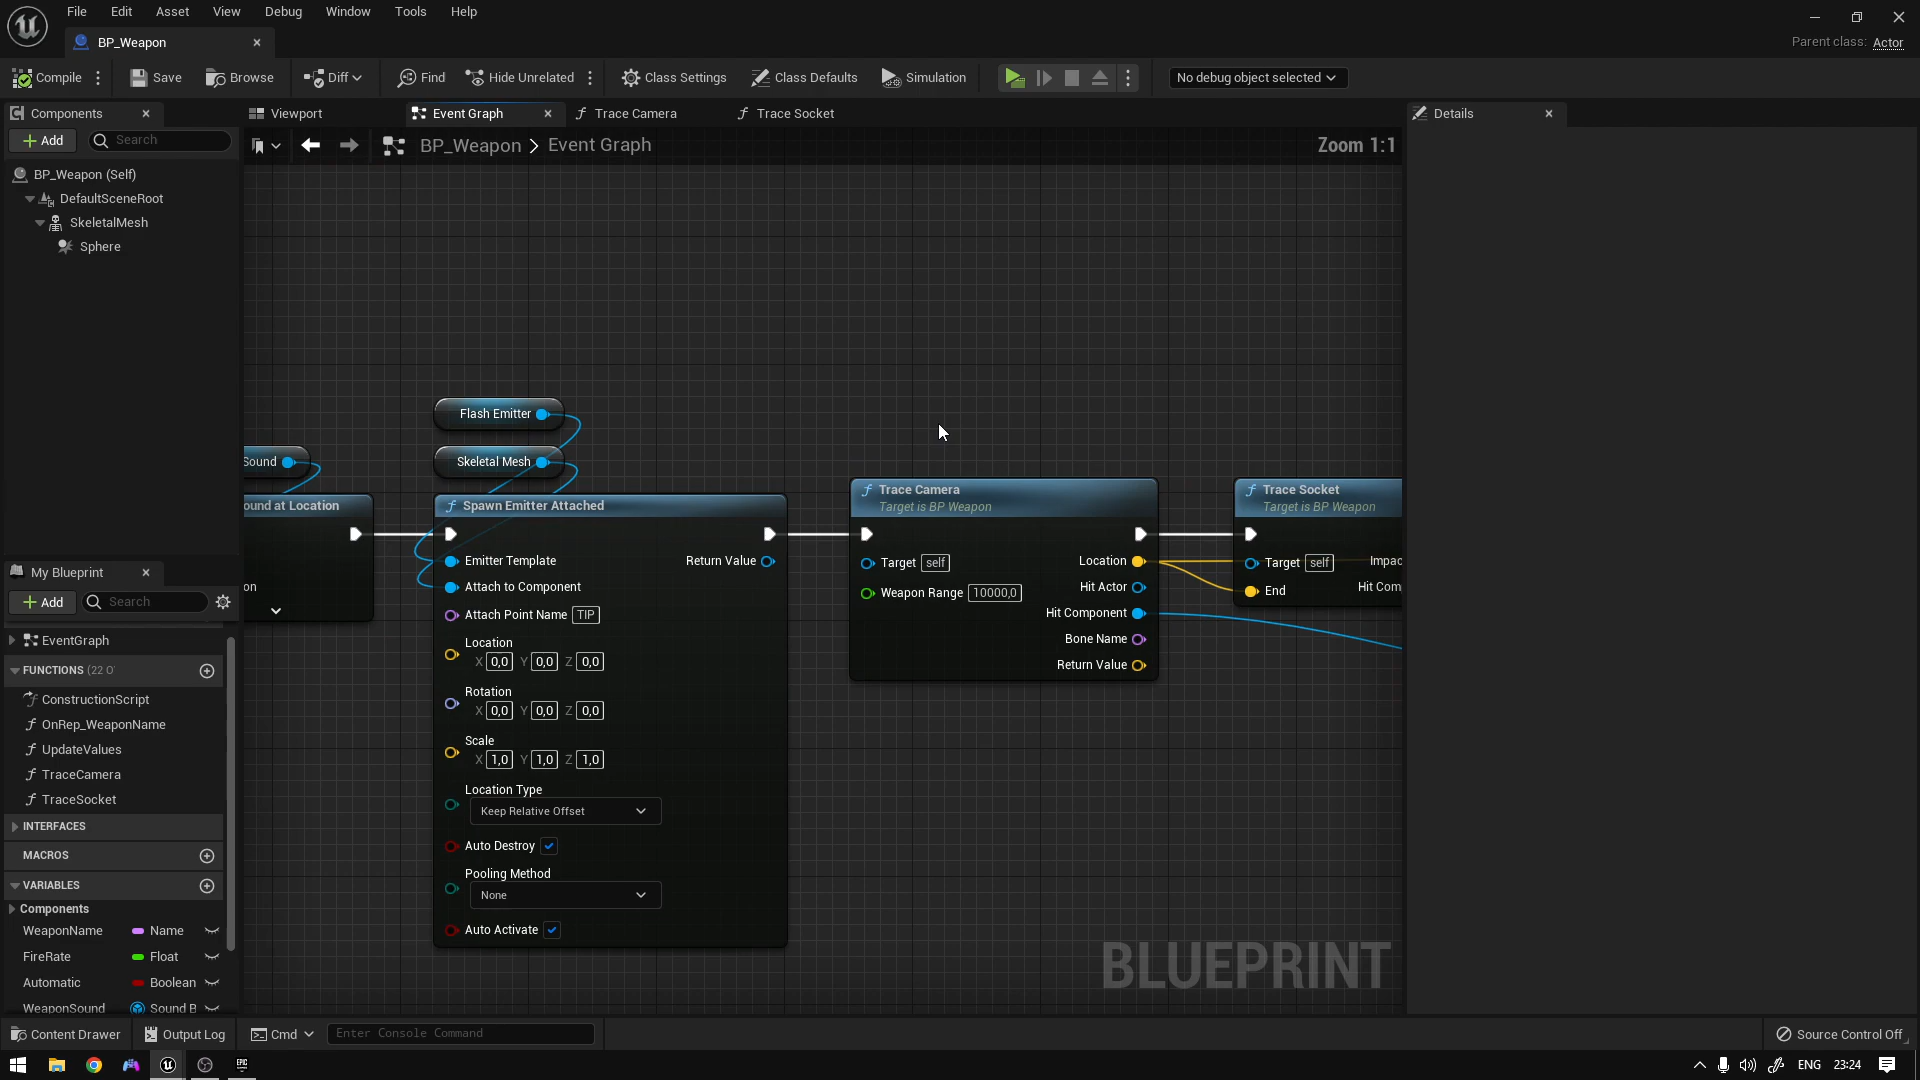 File Edit Asset View Debug Window Tools Help
BP_Weapon
Parent class: Actor
Compile Save Browse Diff Find Hide Unrelated Class Settings Class Defaults Simulation No debug object selected
Components
Viewport Event Graph Trace Camera Trace Socket
Details
Add Search
BP_Weapon > Event Graph
Zoom 1:1
BP_Weapon (Self)
DefaultSceneRoot
SkeletalMesh
Sphere
My Blueprint
Add Search
EventGraph
FUNCTIONS (22 O
ConstructionScript
OnRep_WeaponName
UpdateValues
TraceCamera
TraceSocket
INTERFACES
MACROS
VARIABLES
Components
WeaponName Name
FireRate Float
Automatic Boolean
WeaponSound Sound B
Sound
ound at Location
on
Flash Emitter
Skeletal Mesh
Spawn Emitter Attached
Emitter Template Return Value
Attach to Component
Attach Point Name TIP
Location
X 0,0 Y 0,0 Z 0,0
Rotation
X 0,0 Y 0,0 Z 0,0
Scale
X 1,0 Y 1,0 Z 1,0
Location Type
Keep Relative Offset
Auto Destroy
Pooling Method
None
Auto Activate
Trace Camera
Target is BP Weapon
Target self Location
Hit Actor
Weapon Range 10000,0
Hit Component
Bone Name
Return Value
Trace Socket
Target is BP Weapon
Target self Impac
End Hit Com
BLUEPRINT
Content Drawer Output Log Cmd Enter Console Command Source Control Off
EPIC
ENG 23:24